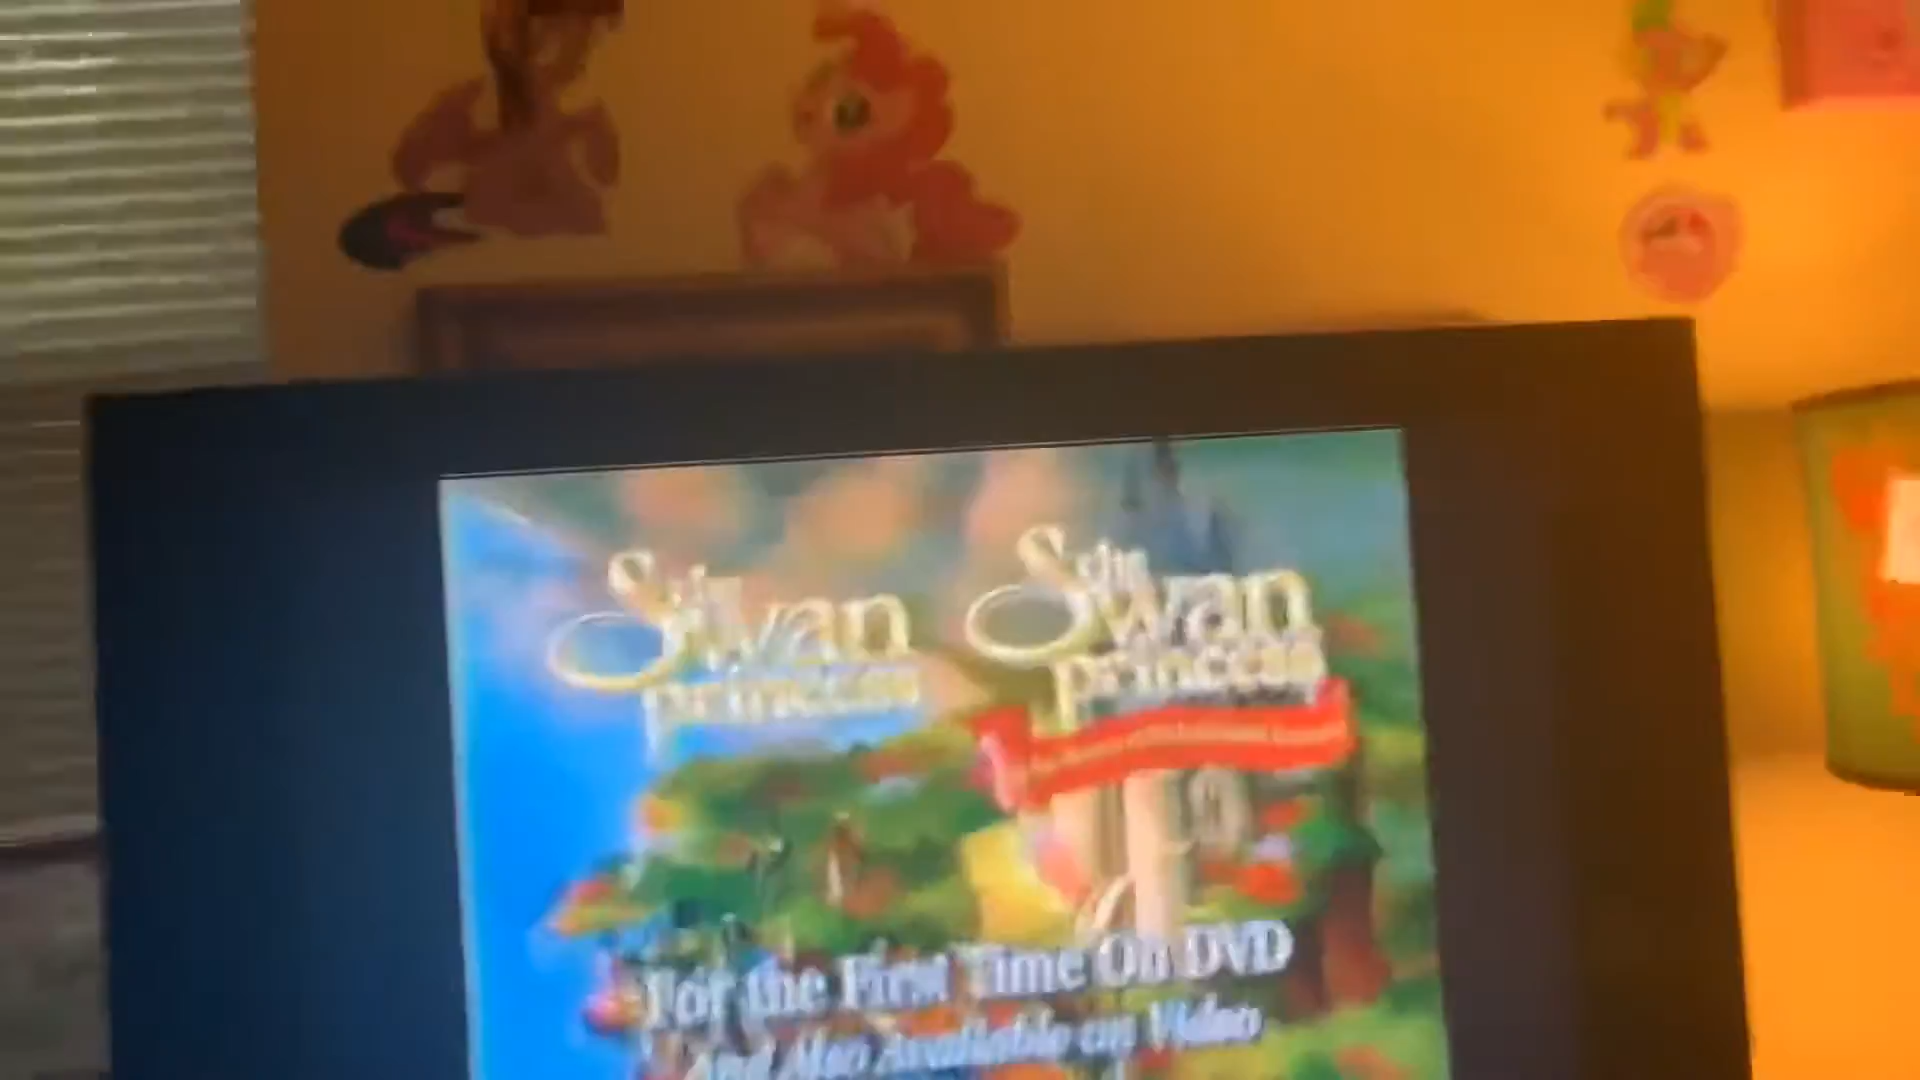 The Swan
princess
The Swan
princess
For the First Time On DVD
And Also Available on Video